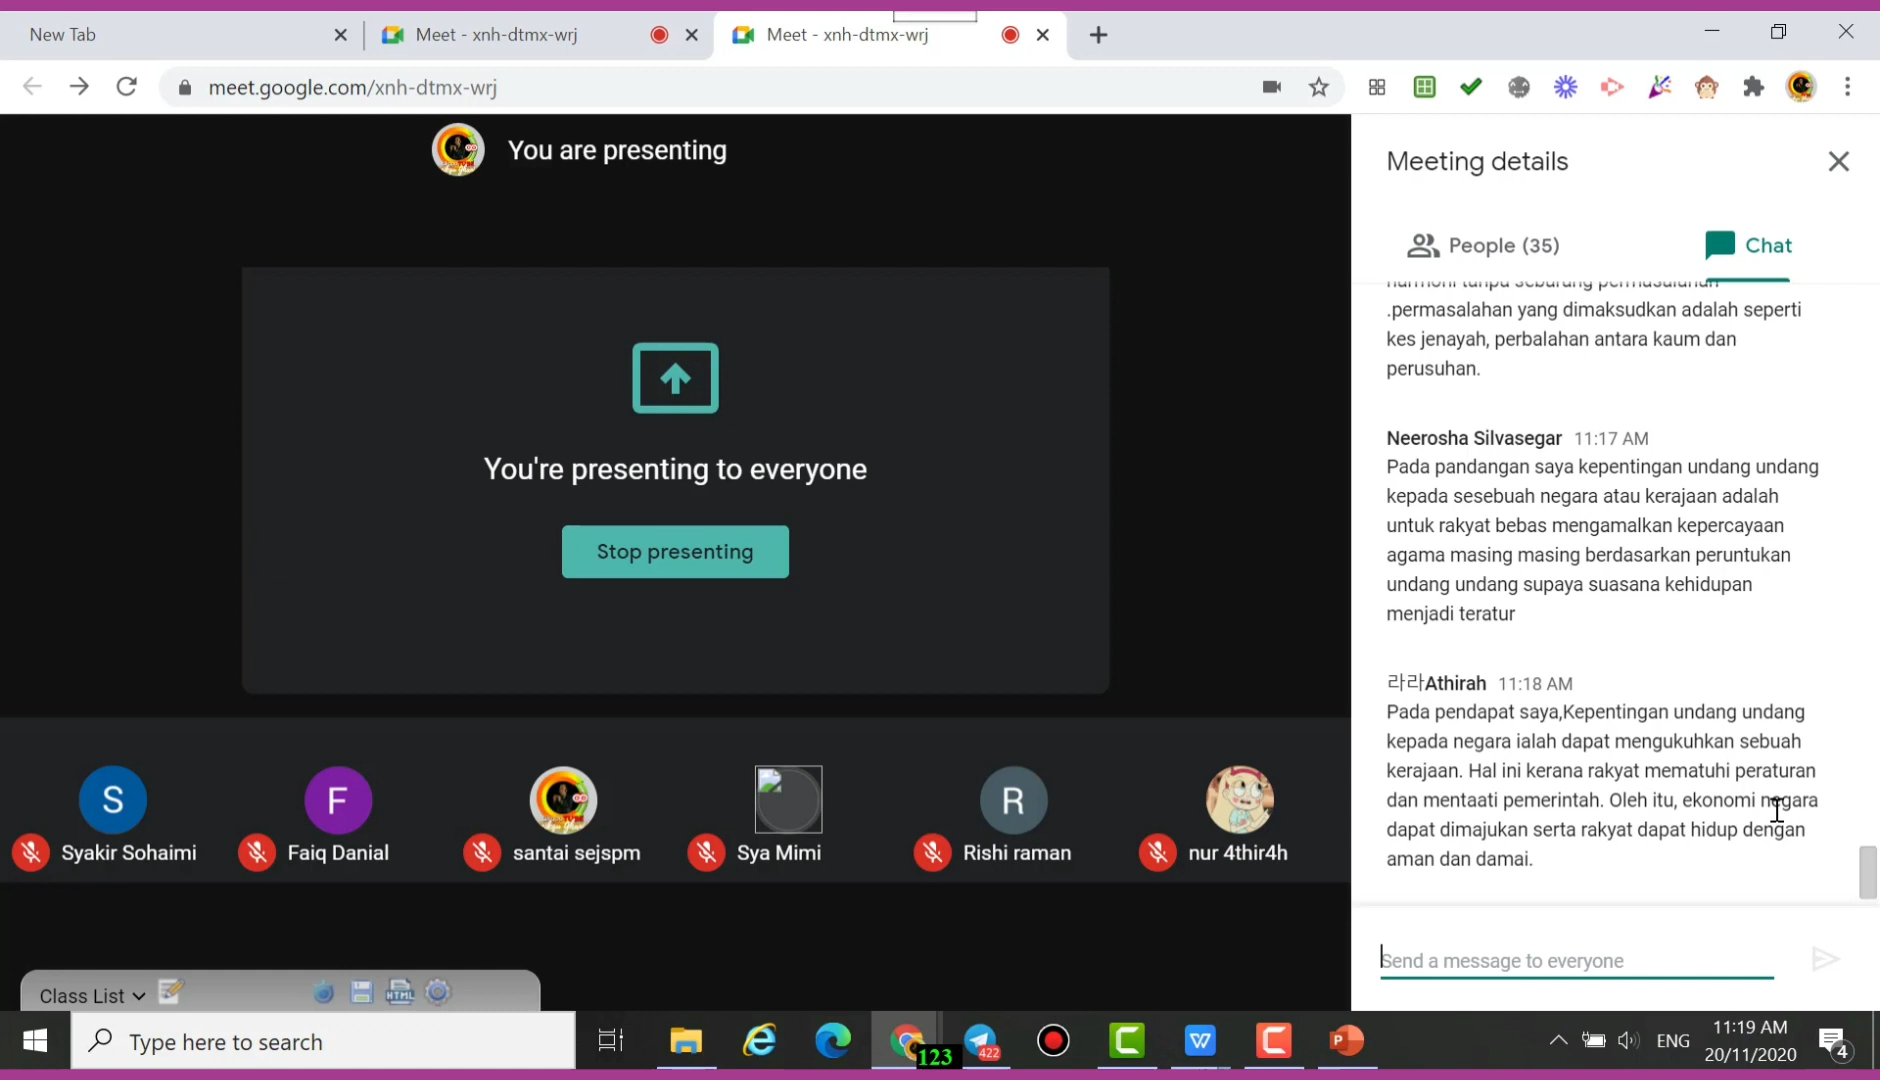 New Tab
Meet - xnh-dtmx-wrj
Meet - xnh-dtmx-wrj
meet.google.com/xnh-dtmx-wrj
You are presenting
You're presenting to everyone
Stop presenting
S
F
R
Syakir Sohaimi
Faiq Danial
santai sejspm
Sya Mimi
Rishi raman
nur 4thir4h
Class List
HTML
Meeting details
People (35)
Chat
harmoni tanpa sebarang permasalahan
.permasalahan yang dimaksudkan adalah seperti
kes jenayah, perbalahan antara kaum dan
perusuhan.
Neerosha Silvasegar 11:17 AM
Pada pandangan saya kepentingan undang undang
kepada sesebuah negara atau kerajaan adalah
untuk rakyat bebas mengamalkan kepercayaan
agama masing masing berdasarkan peruntukan
undang undang supaya suasana kehidupan
menjadi teratur
라라Athirah 11:18 AM
Pada pendapat saya,Kepentingan undang undang
kepada negara ialah dapat mengukuhkan sebuah
kerajaan. Hal ini kerana rakyat mematuhi peraturan
dan mentaati pemerintah. Oleh itu, ekonomi negara
dapat dimajukan serta rakyat dapat hidup dengan
aman dan damai.
Send a message to everyone
Type here to search
123
422
W
P
ENG
11:19 AM
20/11/2020
4